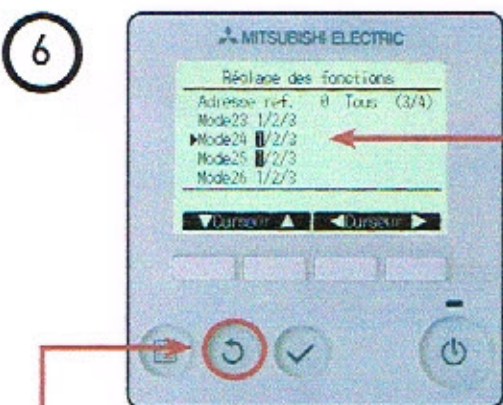 6
MITSUBISHI ELECTRIC
Réglage des fonctions
Adresse ref. 0 Tous (3/4)
Mode23 1/2/3
▶Mode24 1/2/3
Mode25 1/2/3
Mode26 1/2/3
▼Curseur▲ ◀Curseur▶